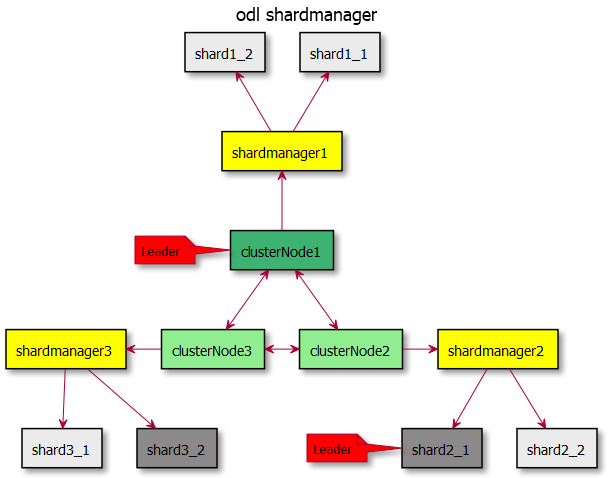 odl shardmanager
shard1_2
shard1_1
shardmanager1
Leader
clusterNode1
shardmanager3
clusterNode3
clusterNode2
shardmanager2
shard3_1
shard3_2
Leader
shard2_1
shard2_2